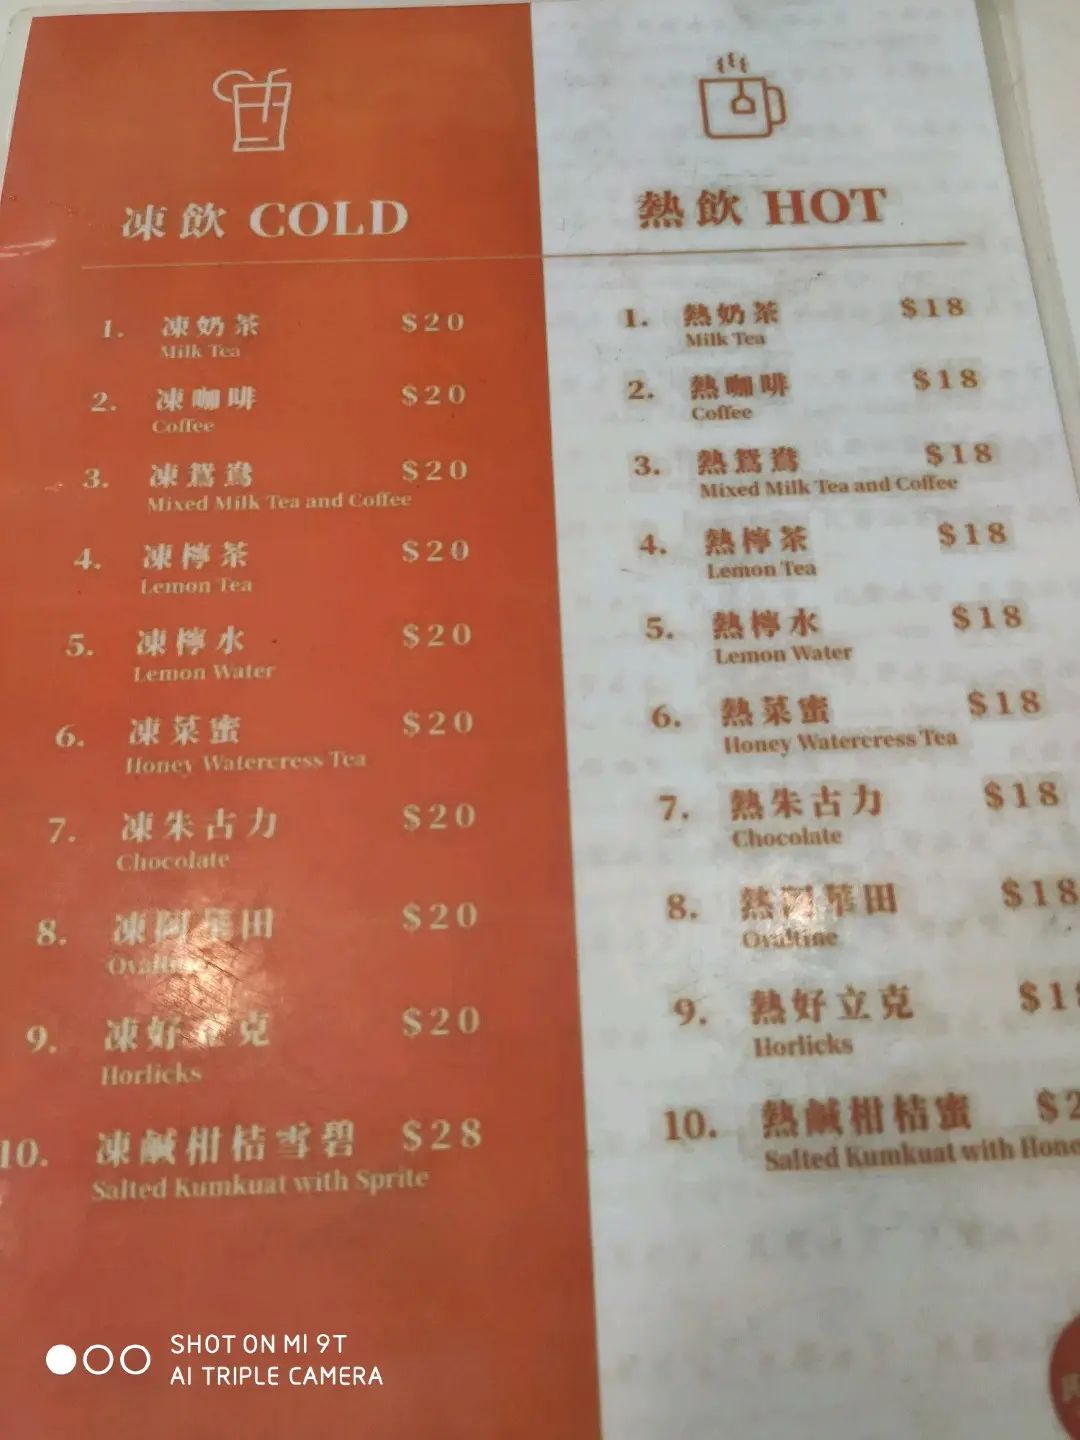 凍飲 COLD
1. 凍奶茶 $20
Milk Tea
2. 凍咖啡 $20
Coffee
3. 凍鴛鴦 $20
Mixed Milk Tea and Coffee
4. 凍檸茶 $20
Lemon Tea
5. 凍檸水 $20
Lemon Water
6. 凍菜蜜 $20
Honey Watercress Tea
7. 凍朱古力 $20
Chocolate
8. 凍阿華田 $20
Ovaltine
9. 凍好立克 $20
Horlicks
10. 凍鹹柑桔雪碧 $28
Salted Kumkuat with Sprite
熱飲 HOT
1. 熱奶茶 $18
Milk Tea
2. 熱咖啡 $18
Coffee
3. 熱鴛鴦 $18
Mixed Milk Tea and Coffee
4. 熱檸茶 $18
Lemon Tea
5. 熱檸水 $18
Lemon Water
6. 熱菜蜜 $18
Honey Watercress Tea
7. 熱朱古力 $18
Chocolate
8. 熱阿華田 $18
Ovaltine
9. 熱好立克
Horlicks
10. 熱鹹柑桔蜜
Salted Kumkuat with
SHOT ON MI 9T
AI TRIPLE CAMERA